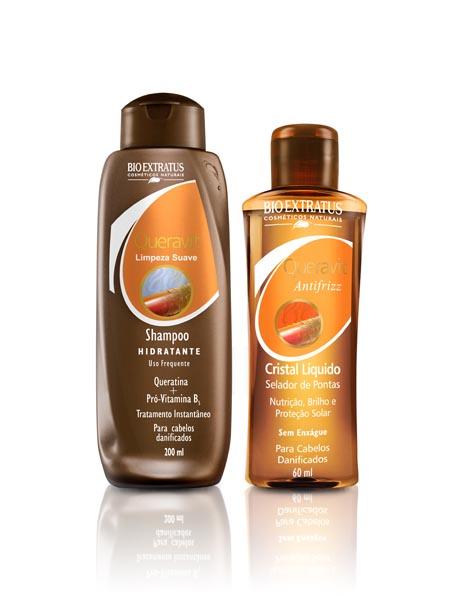 BIO EXTRATUS
COSMÉTICOS NATURAIS
Queravit
Limpeza Suave
Shampoo
HIDRATANTE
Uso Frequente
Queratina
+
Pró-Vitamina B5
Tratamento Instantâneo
Para cabelos
danificados
200 ml
BIO EXTRATUS
COSMÉTICOS NATURAIS
Queravit
Antifrizz
Cristal Líquido
Selador de Pontas
Nutrição, Brilho e
Proteção Solar
Sem Enxágue
Para Cabelos
Danificados
60 ml